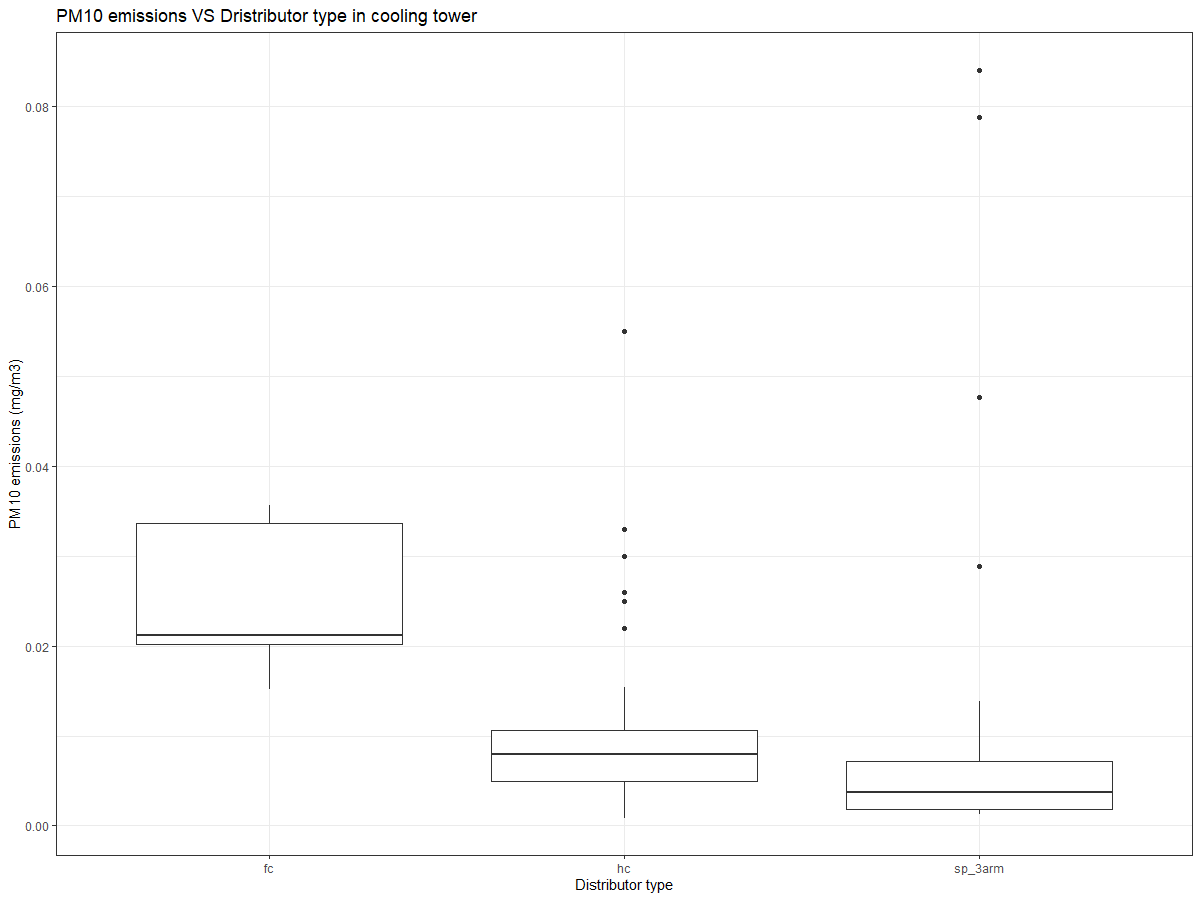 PM10 emissions VS Dristributor type in cooling tower
PM10 emissions (mg/m3)
0.08
0.06
0.04
0.02
0.00
fc
hc
sp_3arm
Distributor type